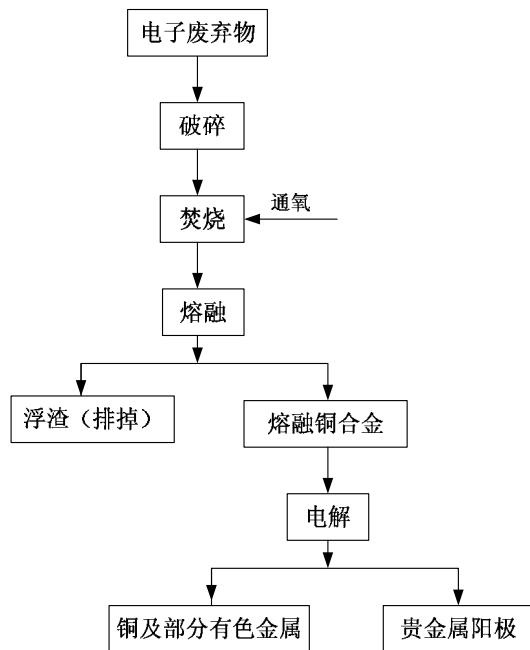 电子废弃物
破碎
通氧
焚烧
熔融
浮渣（排掉）
熔融铜合金
电解
铜及部分有色金属
贵金属阳极